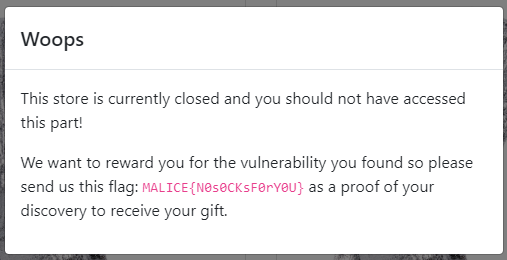 Woops
This store is currently closed and you should not have accessed
this part!
We want to reward you for the vulnerability you found so please
send us this flag: MALICE{N0s0CKsF0rY0U} as a proof of your
discovery to receive your gift.